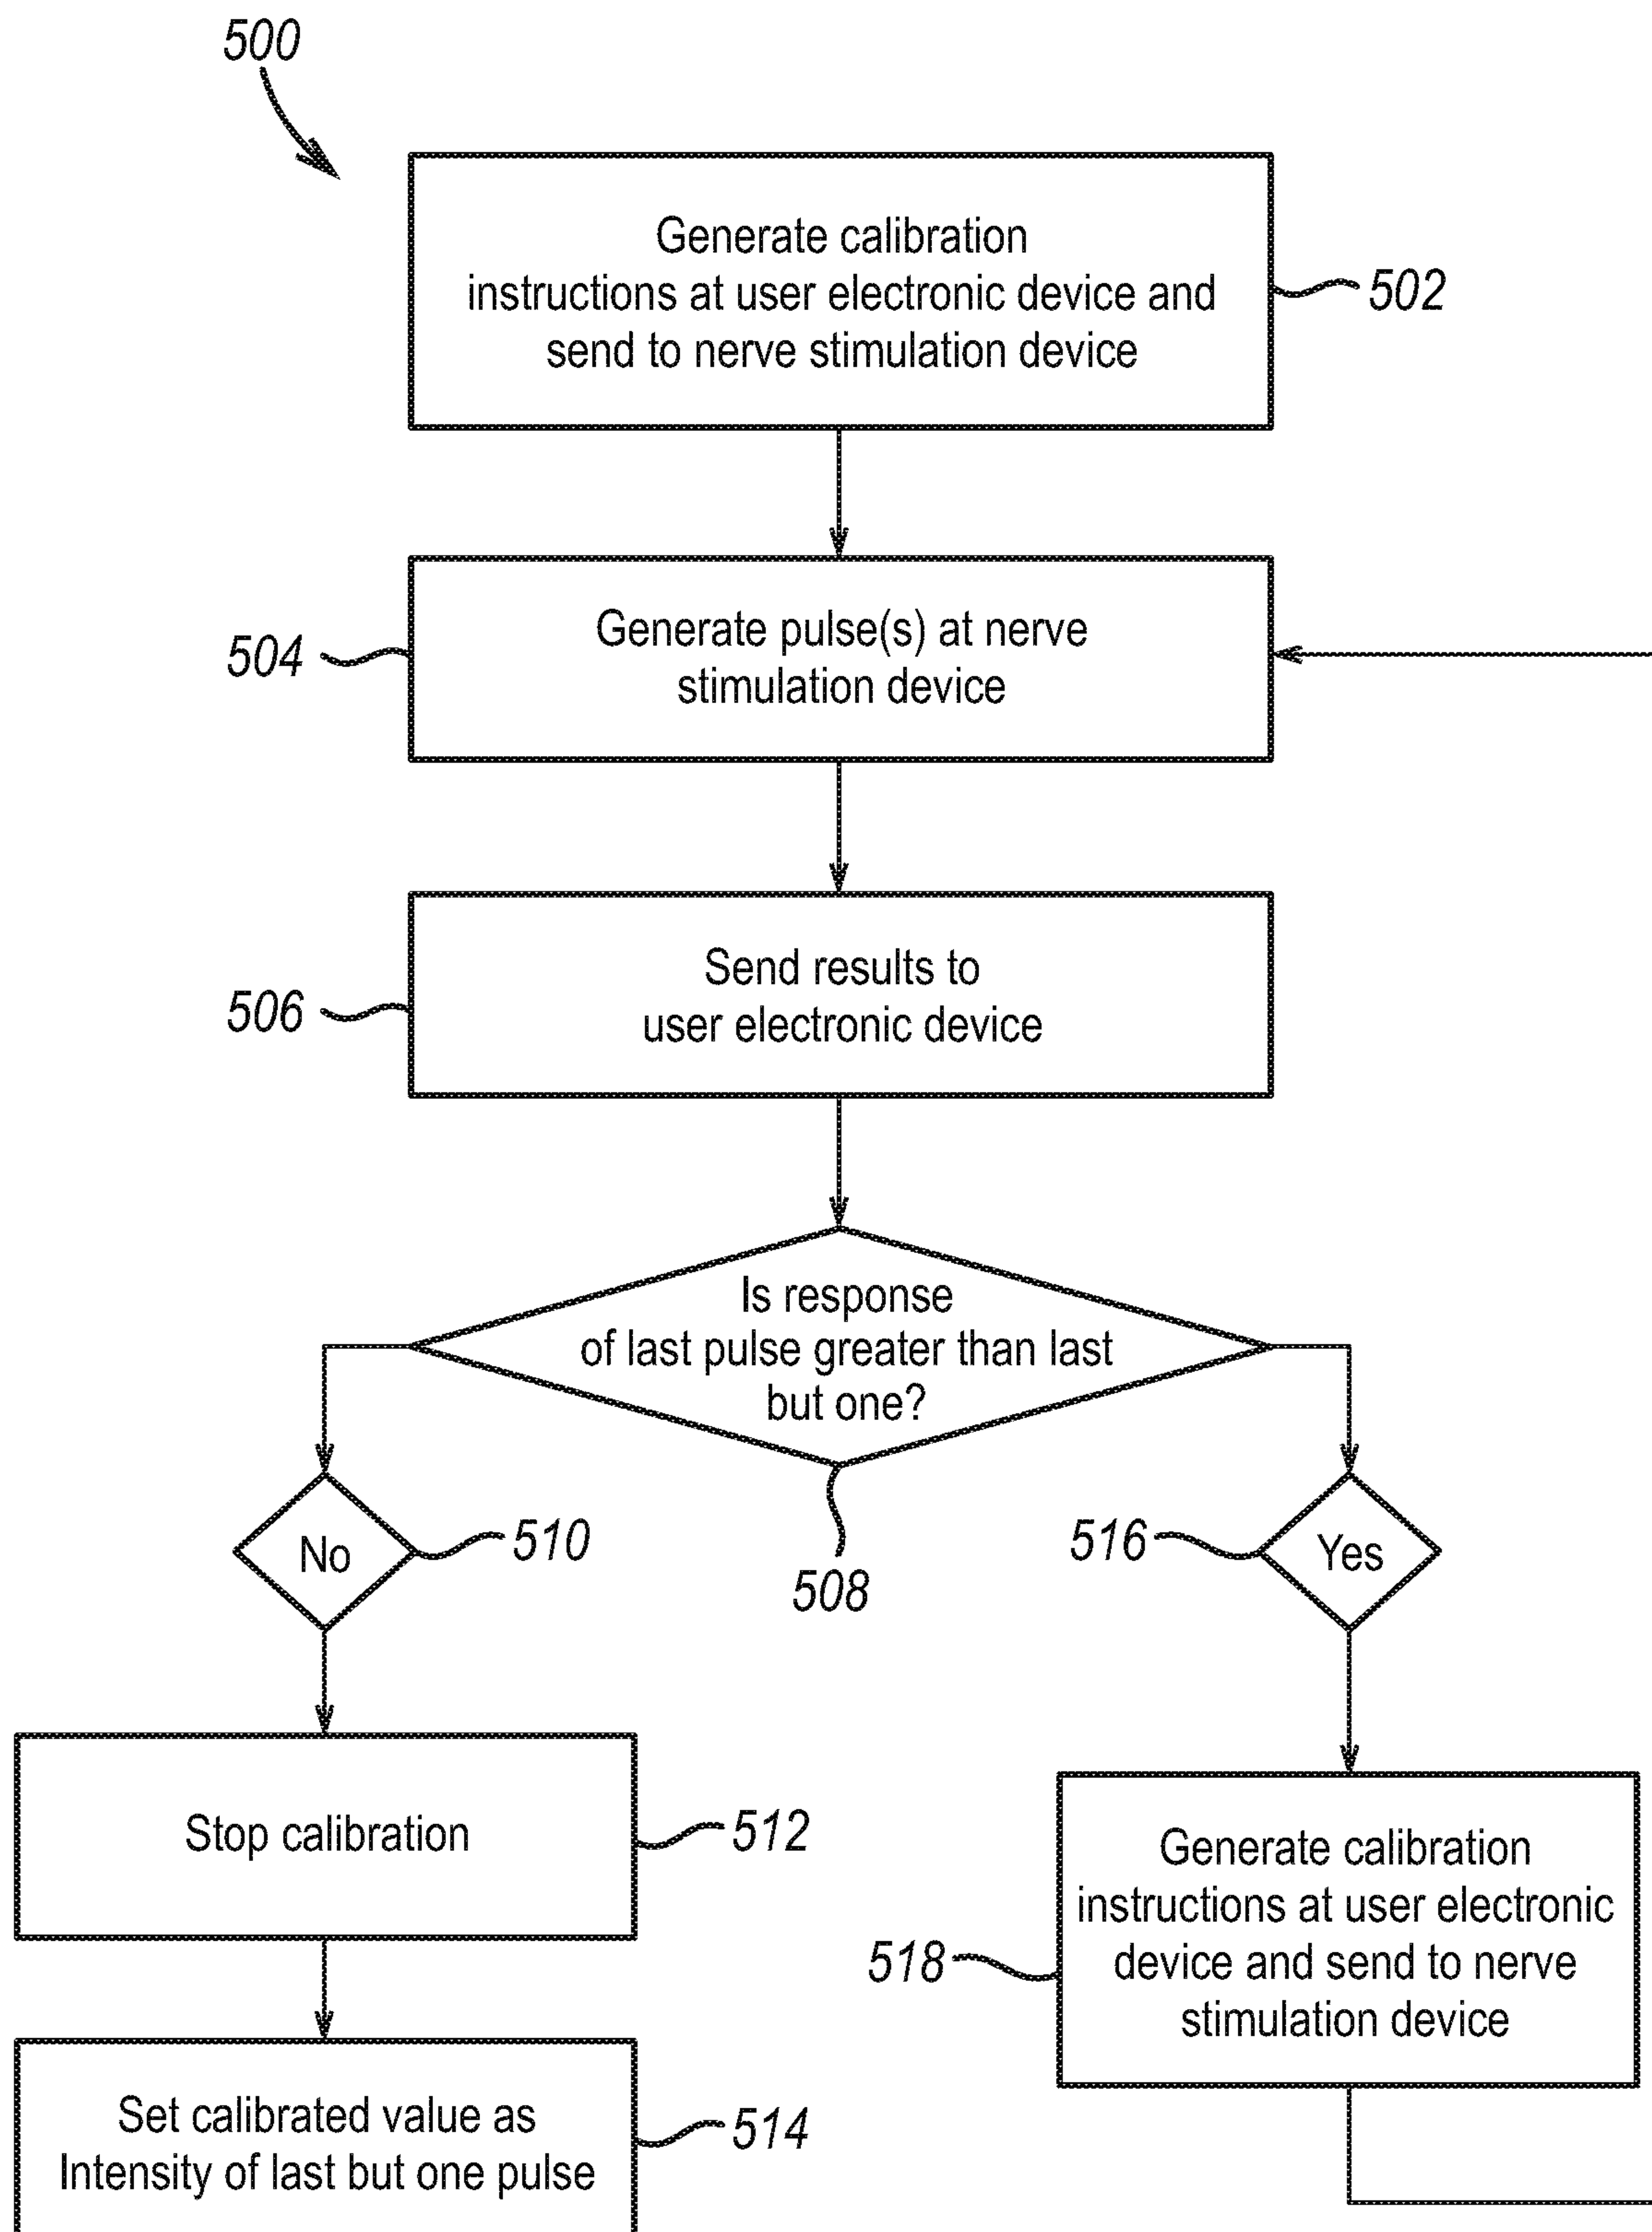 500
Generate calibration
instructions at user electronic device and
send to nerve stimulation device
502
Generate pulse(s) at nerve
stimulation device
504
Send results to
user electronic device
506
Is response
of last pulse greater than last
but one?
508
No
510
516
Yes
Stop calibration
512
Generate calibration
instructions at user electronic
device and send to nerve
stimulation device
518
Set calibrated value as
Intensity of last but one pulse
514